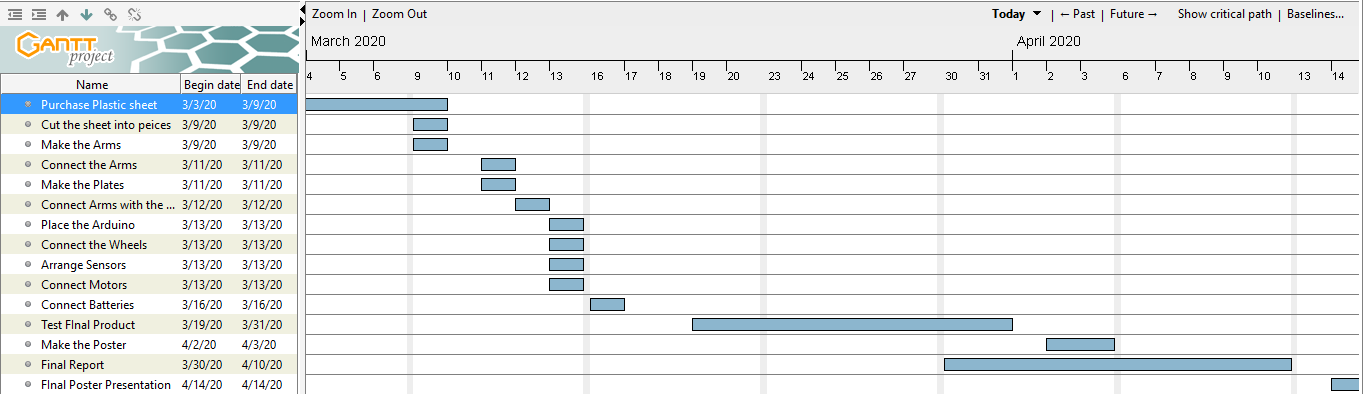 Zoom In | Zoom Out Today | ←Past | Future→ Show critical path | Baselines...
March 2020 April 2020
GANTT
project
4 5 6 9 10 11 12 13 16 17 18 19 20 23 24 25 26 27 30 31 1 2 3 6 7 8 9 10 13 14
Name Begin date End date
Purchase Plastic sheet 3/3/20 3/9/20
Cut the sheet into peices 3/9/20 3/9/20
Make the Arms 3/9/20 3/9/20
Connect the Arms 3/11/20 3/11/20
Make the Plates 3/11/20 3/11/20
Connect Arms with the ... 3/12/20 3/12/20
Place the Arduino 3/13/20 3/13/20
Connect the Wheels 3/13/20 3/13/20
Arrange Sensors 3/13/20 3/13/20
Connect Motors 3/13/20 3/13/20
Connect Batteries 3/16/20 3/16/20
Test FInal Product 3/19/20 3/31/20
Make the Poster 4/2/20 4/3/20
Final Report 3/30/20 4/10/20
FInal Poster Presentation 4/14/20 4/14/20